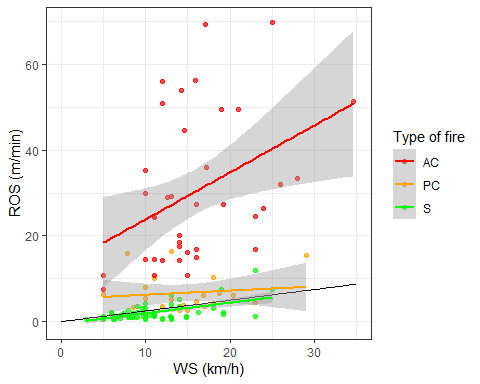 60
40
20
0
ROS (m/min)
0
10
20
30
WS (km/h)
Type of fire
AC
PC
S